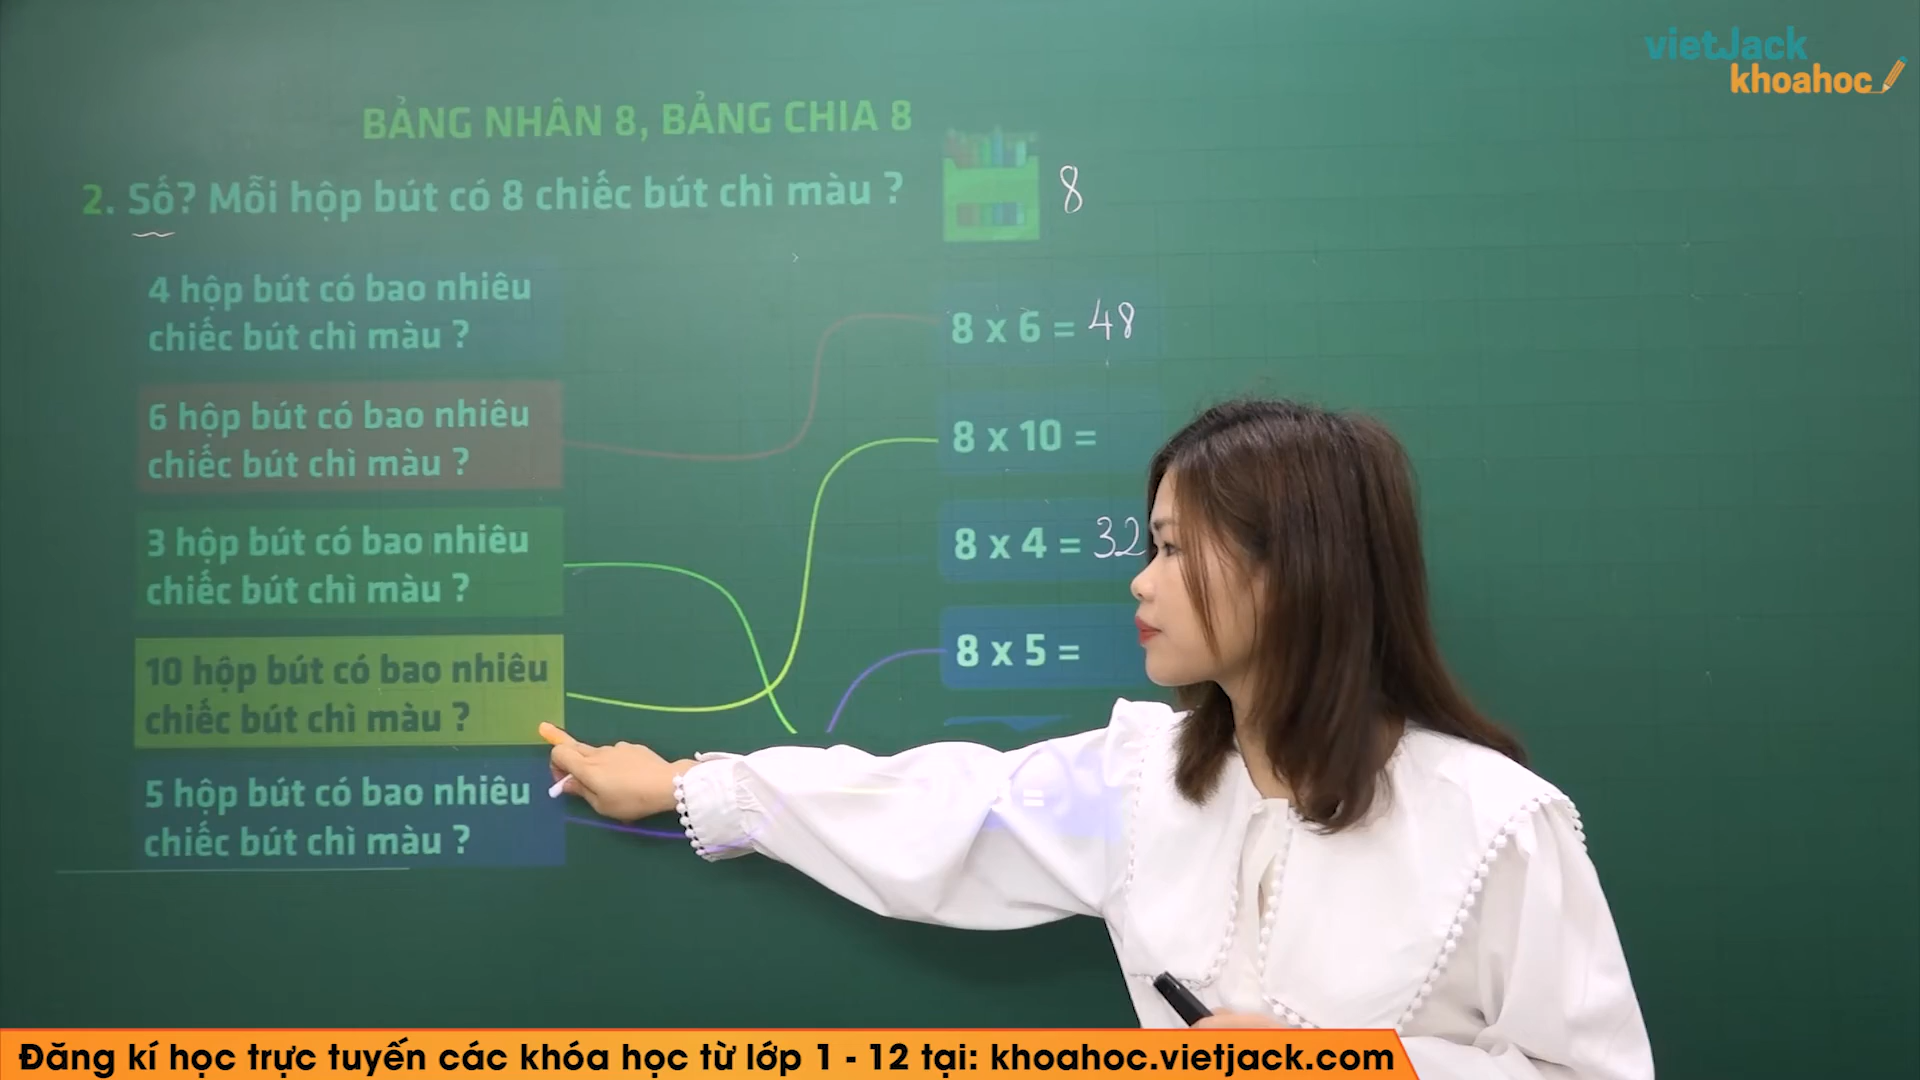 vietJack
khoahoc
BẢNG NHÂN 8, BẢNG CHIA 8
2. Số? Mỗi hộp bút có 8 chiếc bút chì màu ?
8
4 hộp bút có bao nhiêu
chiếc bút chì màu ?
6 hộp bút có bao nhiêu
chiếc bút chì màu ?
3 hộp bút có bao nhiêu
chiếc bút chì màu ?
10 hộp bút có bao nhiêu
chiếc bút chì màu ?
5 hộp bút có bao nhiêu
chiếc bút chì màu ?
8 x 6 = 48
8 x 10 =
8 x 4 = 32
8 x 5 =
=
Đăng kí học trực tuyến các khóa học từ lớp 1 - 12 tại: khoahoc.vietjack.com